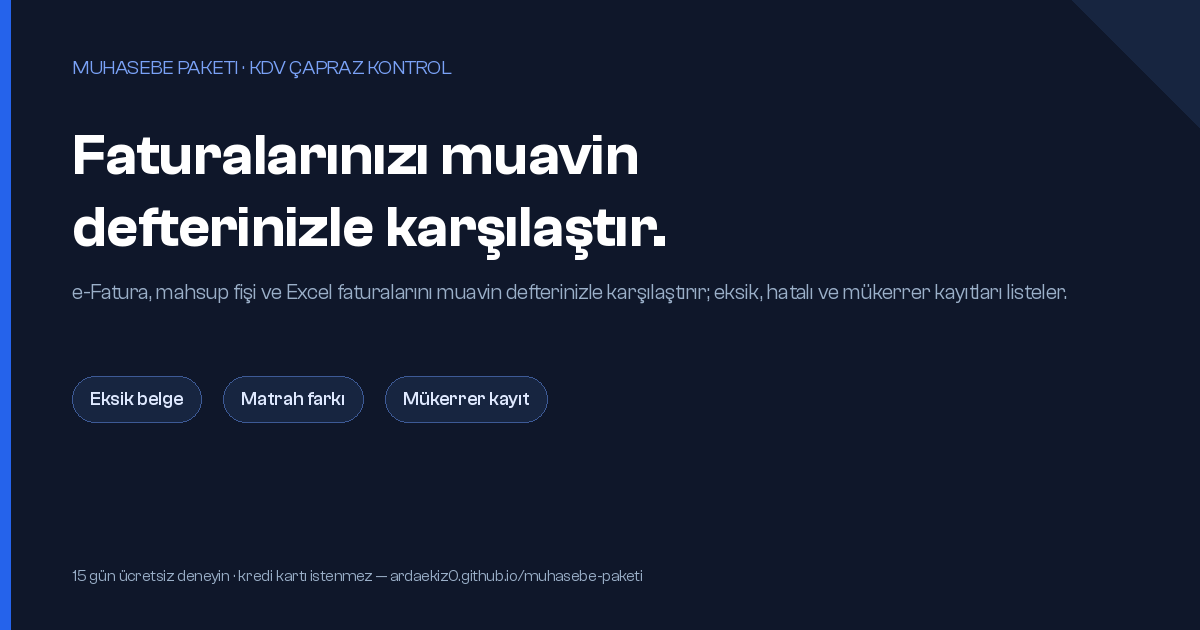 MUHASEBE PAKETİ · KDV ÇAPRAZ KONTROL
Faturalarınızı muavin
defterinizle karşılaştır.
e-Fatura, mahsup fişi ve Excel faturalarını muavin defterinizle karşılaştırır; eksik, hatalı ve mükerrer kayıtları listeler.
Eksik belge
Matrah farkı
Mükerrer kayıt
15 gün ücretsiz deneyin · kredi kartı istenmez — ardaekiz0.github.io/muhasebe-paketi